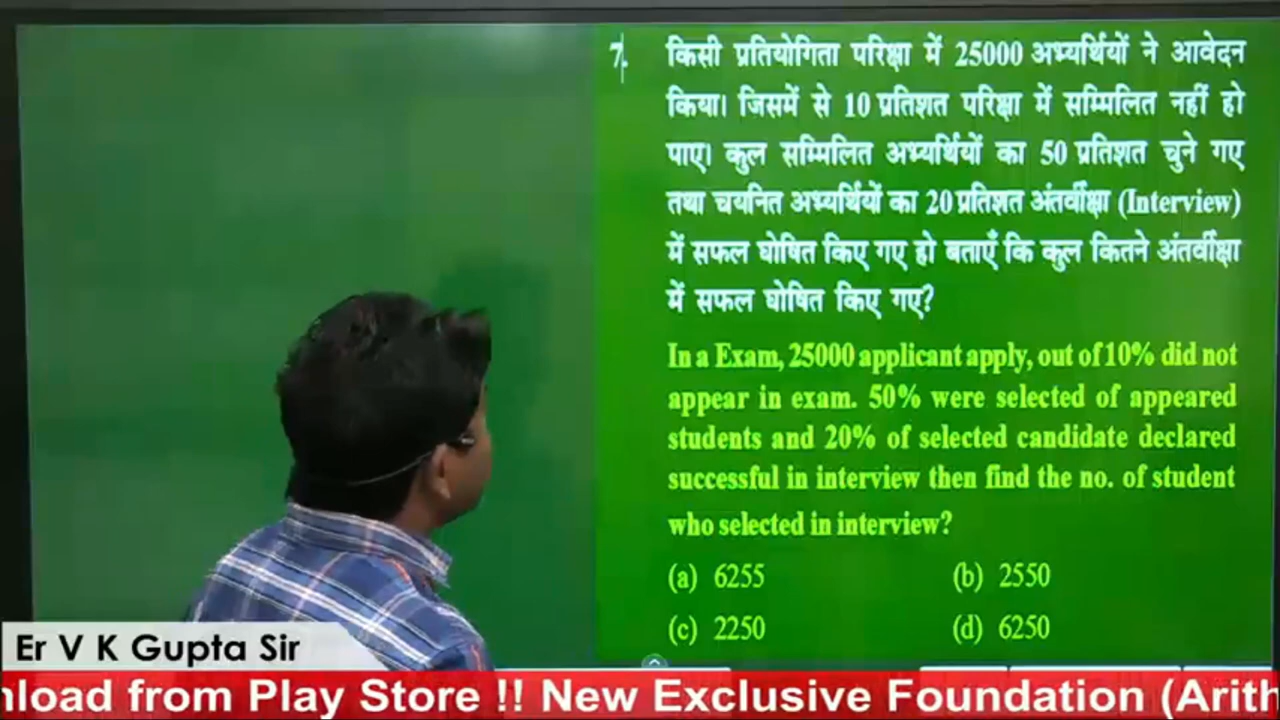 7. किसी प्रतियोगिता परिक्षा में 25000 अभ्यर्थियों ने आवेदन
किया। जिसमें से 10 प्रतिशत परिक्षा में सम्मिलित नहीं हो
पाए। कुल सम्मिलित अभ्यर्थियों का 50 प्रतिशत चुने गए
तथा चयनित अभ्यर्थियों का 20 प्रतिशत अंतर्वीक्षा (Interview)
में सफल घोषित किए गए हो बताएँ कि कुल कितने अंतर्वीक्षा
में सफल घोषित किए गए?
In a Exam, 25000 applicant apply, out of 10% did not
appear in exam. 50% were selected of appeared
students and 20% of selected candidate declared
successful in interview then find the no. of student
who selected in interview?
(a) 6255 (b) 2550
(c) 2250 (d) 6250
Er V K Gupta Sir
nload from Play Store !! New Exclusive Foundation (Arith